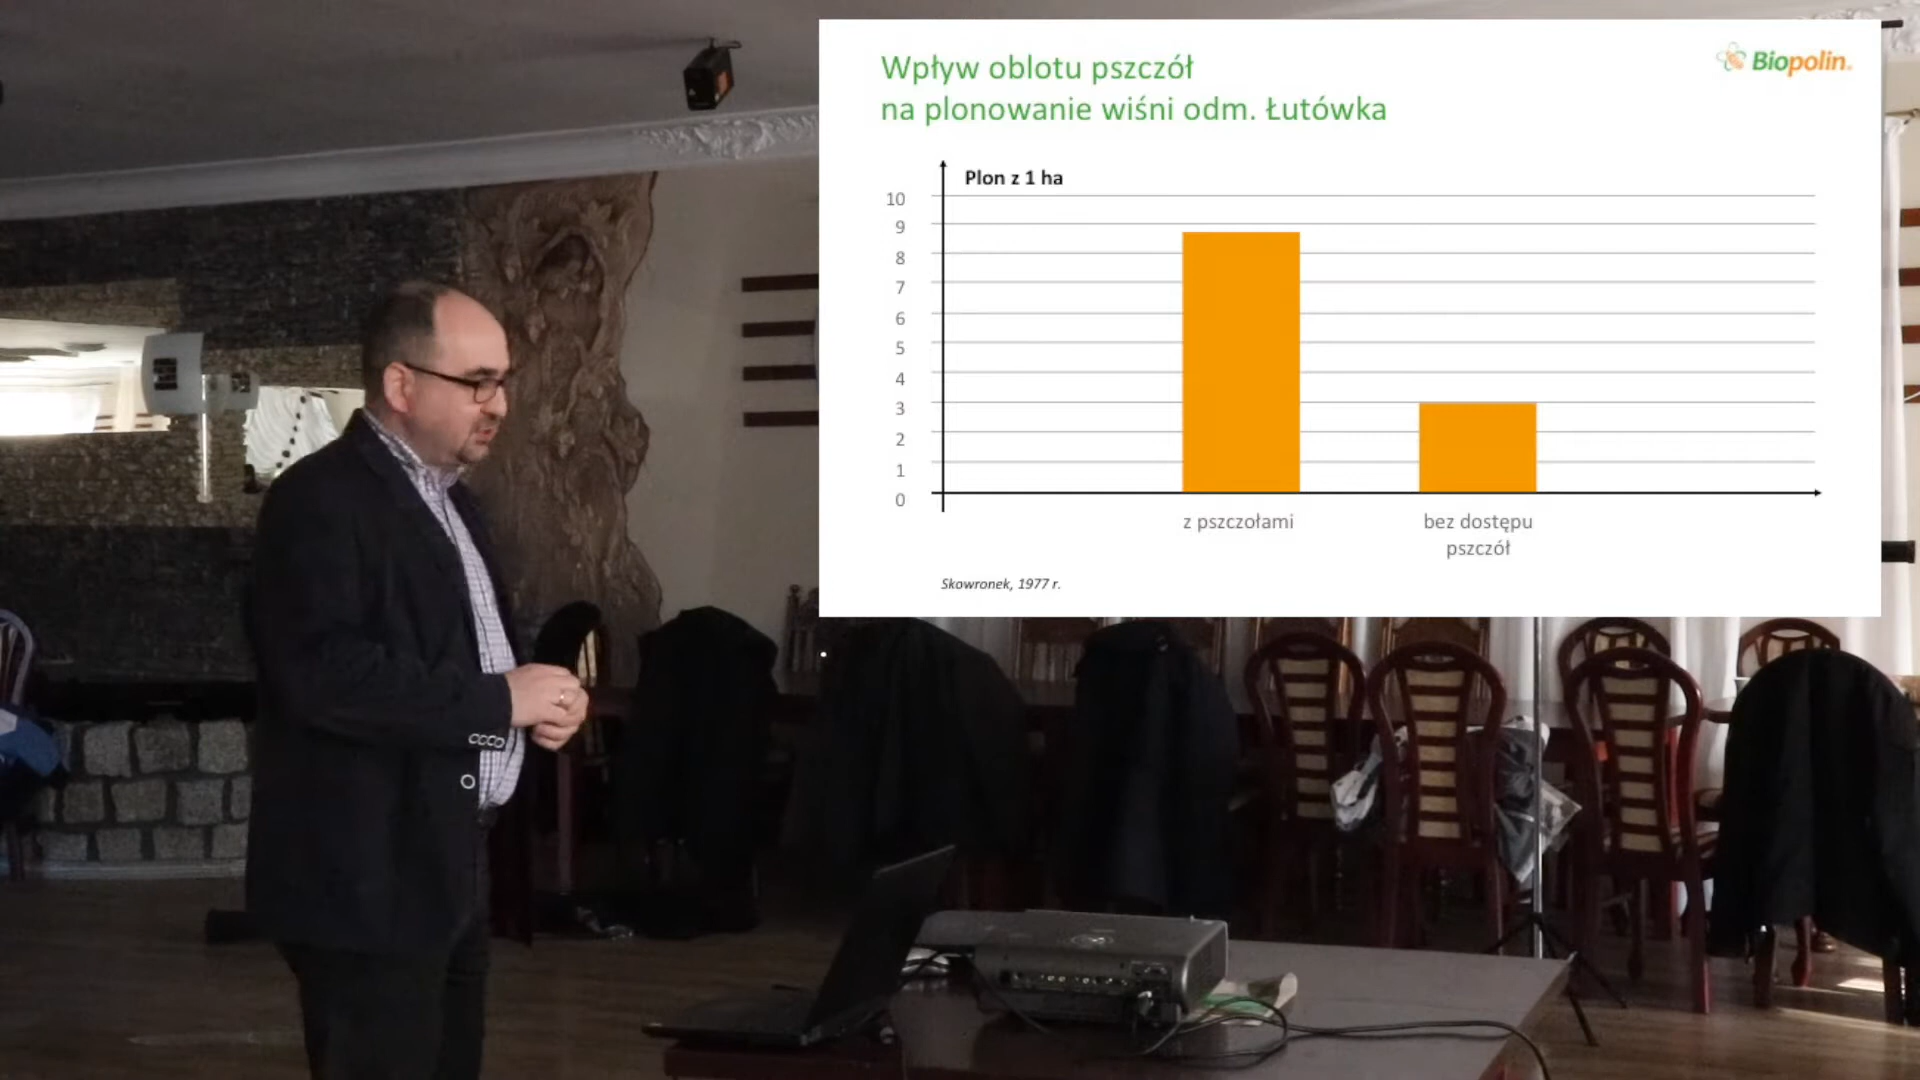 Wpływ oblotu pszczół
na plonowanie wiśni odm. Łutówka
Biopolin
Plon z 1 ha
10
9
8
7
6
5
4
3
2
1
0
z pszczołami
bez dostępu
pszczół
Skowronek, 1977 r.